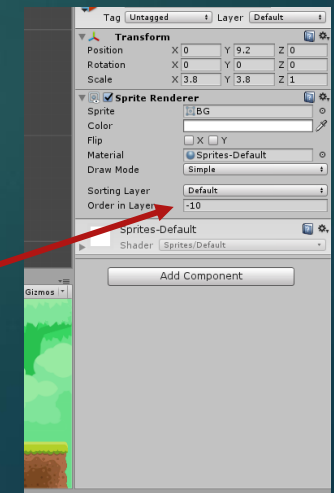 Tag Untagged Layer Default
Transform
Position X 0 Y 9.2 Z 0
Rotation X 0 Y 0 Z 0
Scale X 3.8 Y 3.8 Z 1
Sprite Renderer
Sprite BG
Color
Flip X Y
Material Sprites-Default
Draw Mode Simple
Sorting Layer Default
Order in Layer -10
Sprites-Default
Shader Sprites/Default
Add Component
Gizmos